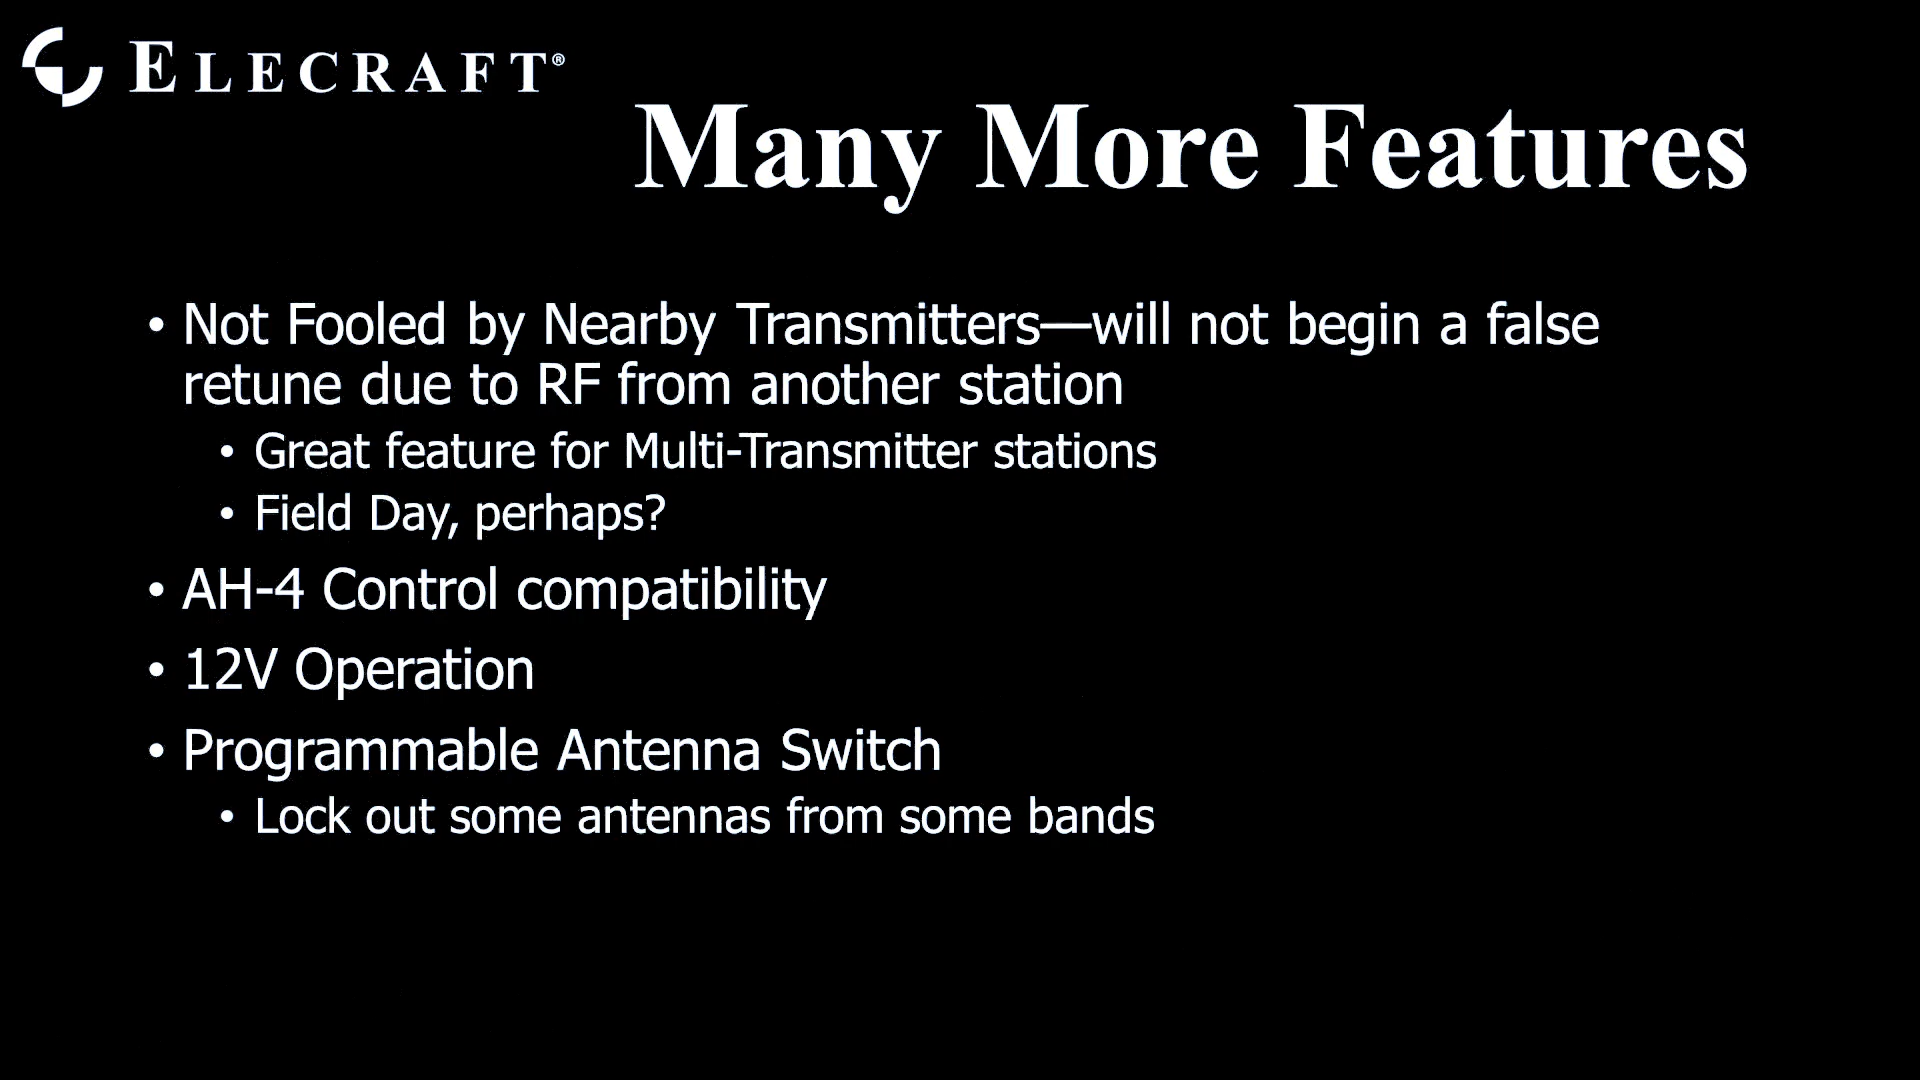 ELECRAFT®
Many More Features
• Not Fooled by Nearby Transmitters—will not begin a false
retune due to RF from another station
• Great feature for Multi-Transmitter stations
• Field Day, perhaps?
• AH-4 Control compatibility
• 12V Operation
• Programmable Antenna Switch
• Lock out some antennas from some bands